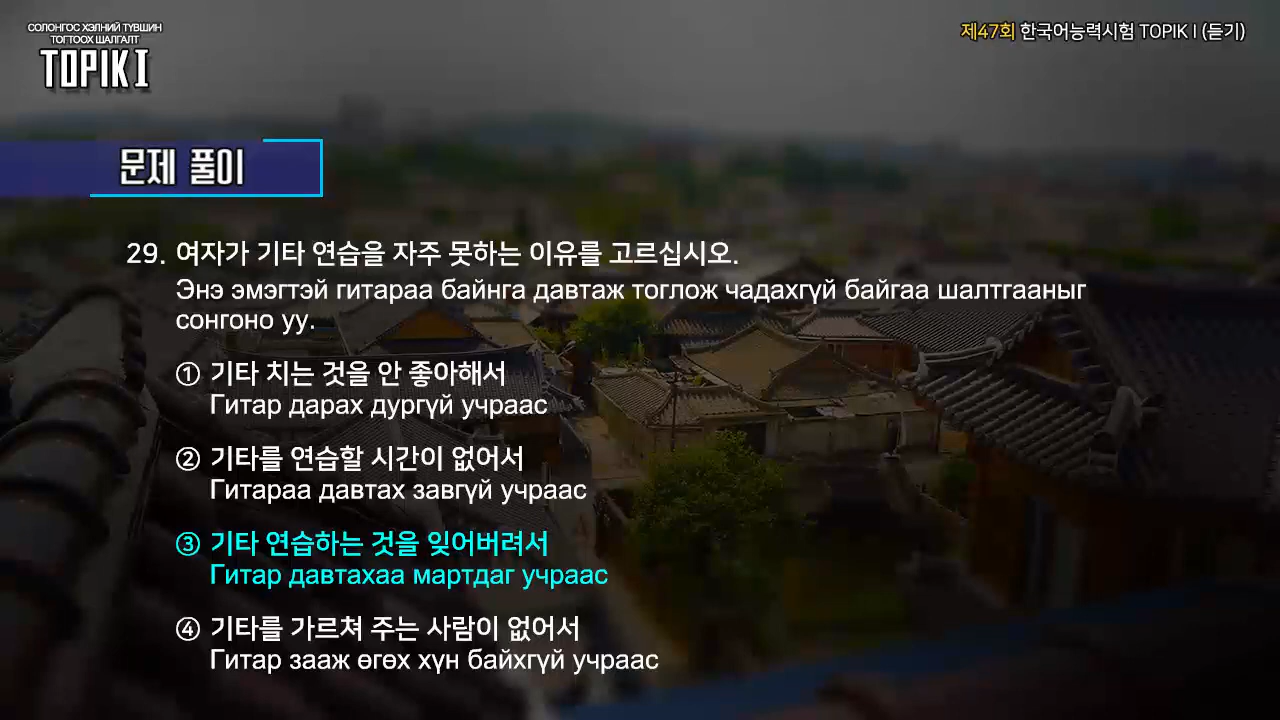 СОЛОНГОС ХЭЛНИЙ ТҮВШИН
ТОГТООХ ШАЛГАЛТ
TOPIK I
제47회 한국어능력시험 TOPIK I (듣기)
문제 풀이
29. 여자가 기타 연습을 자주 못하는 이유를 고르십시오.
Энэ эмэгтэй гитараа байнга давтаж тоглож чадахгүй байгаа шалтгааныг
сонгоно уу.
① 기타 치는 것을 안 좋아해서
Гитар дарах дургүй учраас
② 기타를 연습할 시간이 없어서
Гитараа давтах завгүй учраас
③ 기타 연습하는 것을 잊어버려서
Гитар давтахаа мартдаг учраас
④ 기타를 가르쳐 주는 사람이 없어서
Гитар зааж өгөх хүн байхгүй учраас